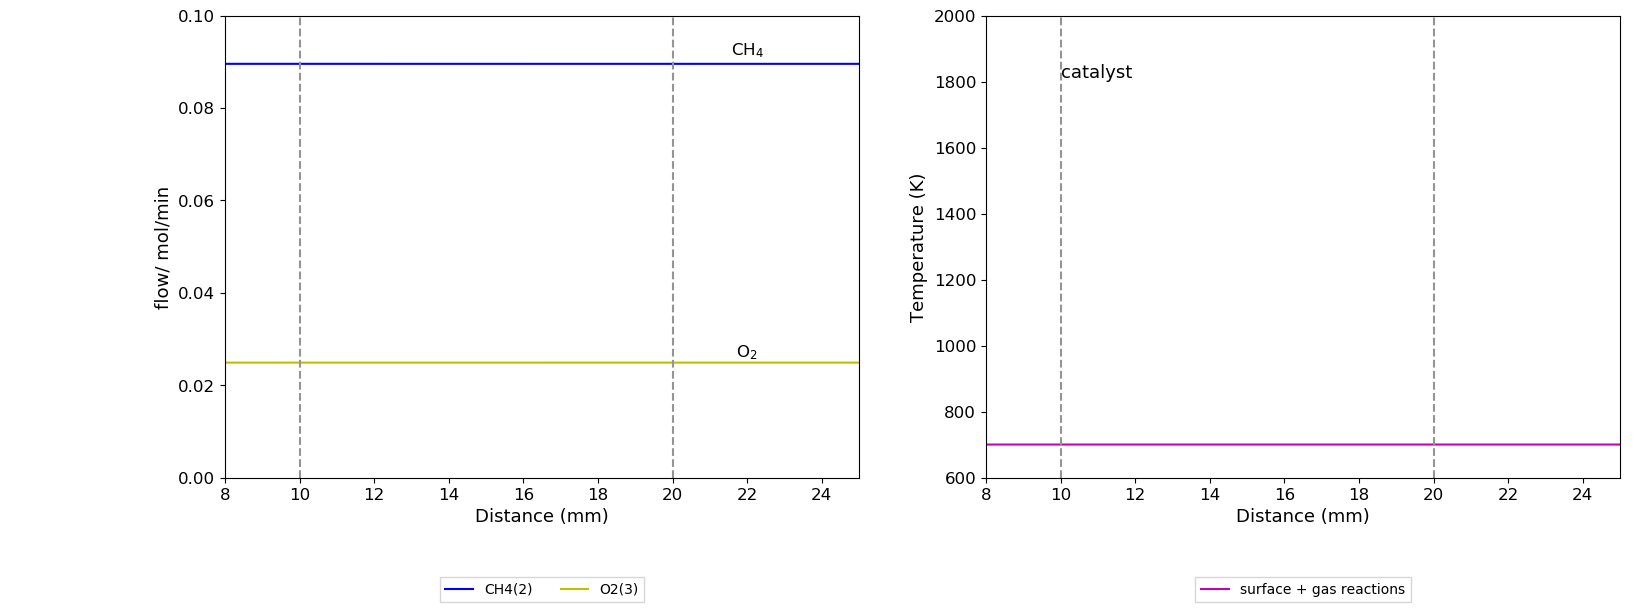 0.10
0.08
0.06
0.04
0.02
0.00
flow/ mol/min
CH₄
O₂
8 10 12 14 16 18 20 22 24
Distance (mm)
CH4(2) O2(3)
2000
1800
1600
1400
1200
1000
800
600
Temperature (K)
catalyst
8 10 12 14 16 18 20 22 24
Distance (mm)
surface + gas reactions